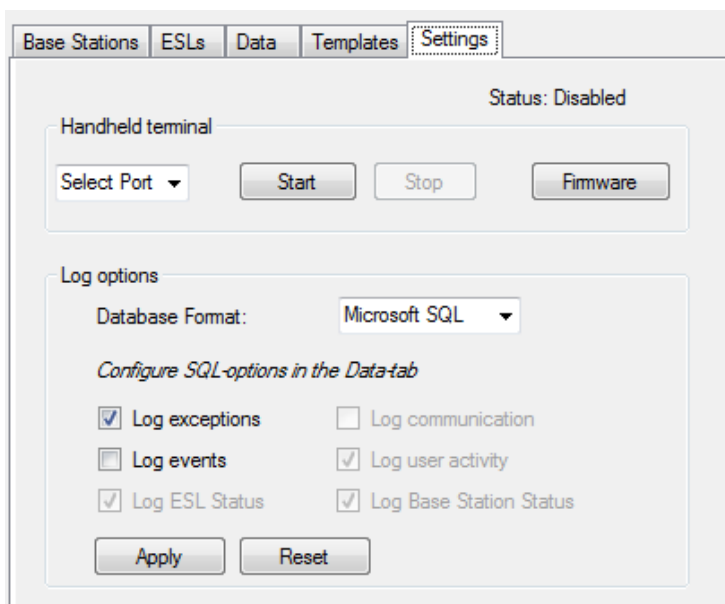 Base Stations ESLs Data Templates Settings
Status: Disabled
Handheld terminal
Select Port Start Stop Firmware
Log options
Database Format: Microsoft SQL
Configure SQL-options in the Data-tab
Log exceptions Log communication
Log events Log user activity
Log ESL Status Log Base Station Status
Apply Reset